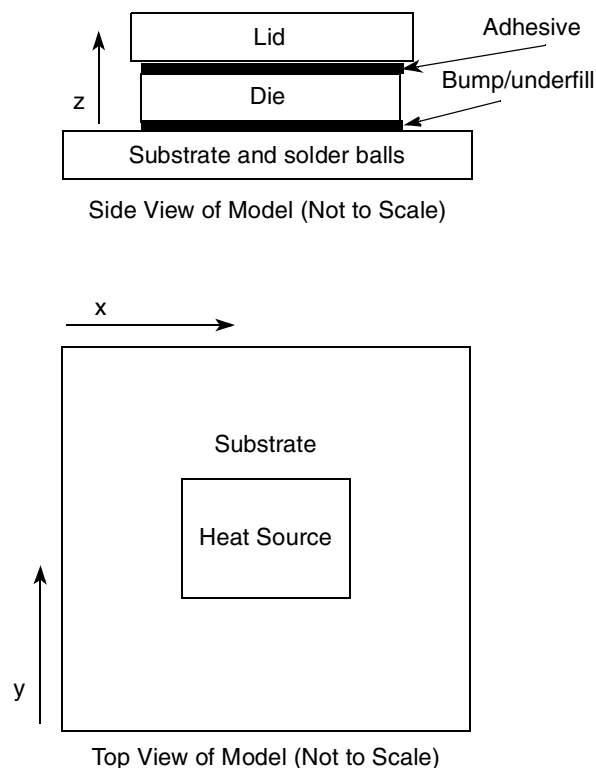 Lid
Adhesive
Die
Bump/underfill
z
Substrate and solder balls
Side View of Model (Not to Scale)
x
Substrate
Heat Source
y
Top View of Model (Not to Scale)